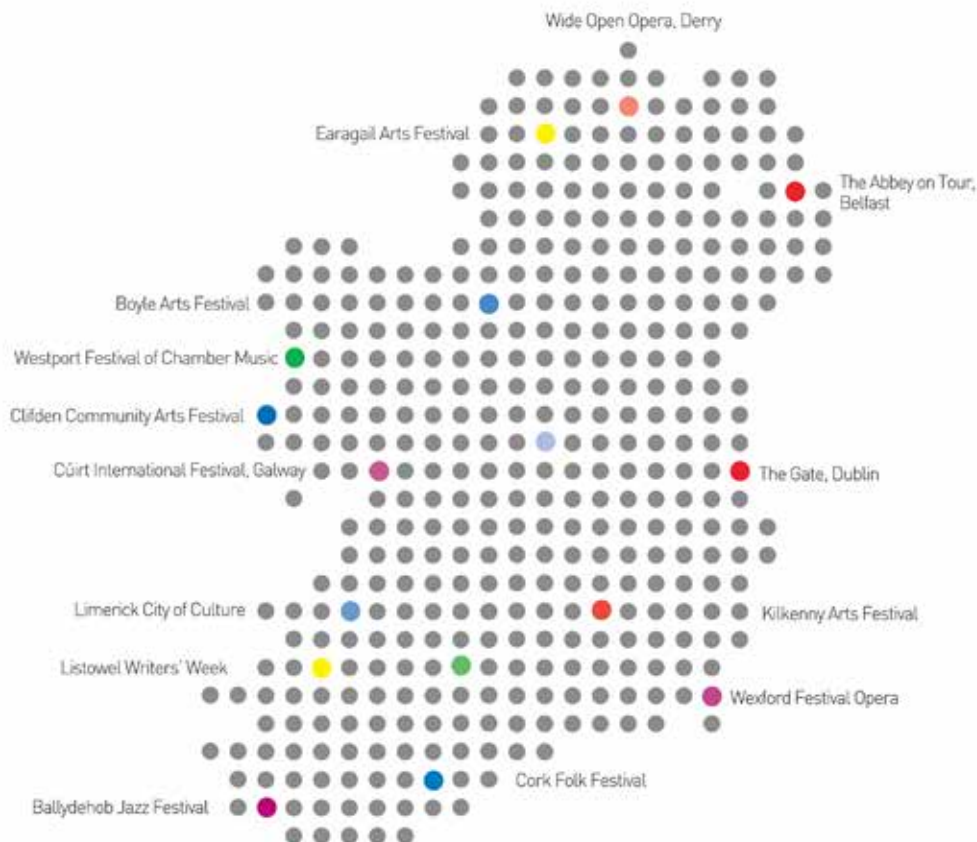 Wide Open Opera, Derry
Earagail Arts Festival
The Abbey on Tour,
Belfast
Boyle Arts Festival
Westport Festival of Chamber Music
Clifden Community Arts Festival
Cúirt International Festival, Galway
The Gate, Dublin
Limerick City of Culture
Kilkenny Arts Festival
Listowel Writers' Week
Wexford Festival Opera
Cork Folk Festival
Ballydehob Jazz Festival